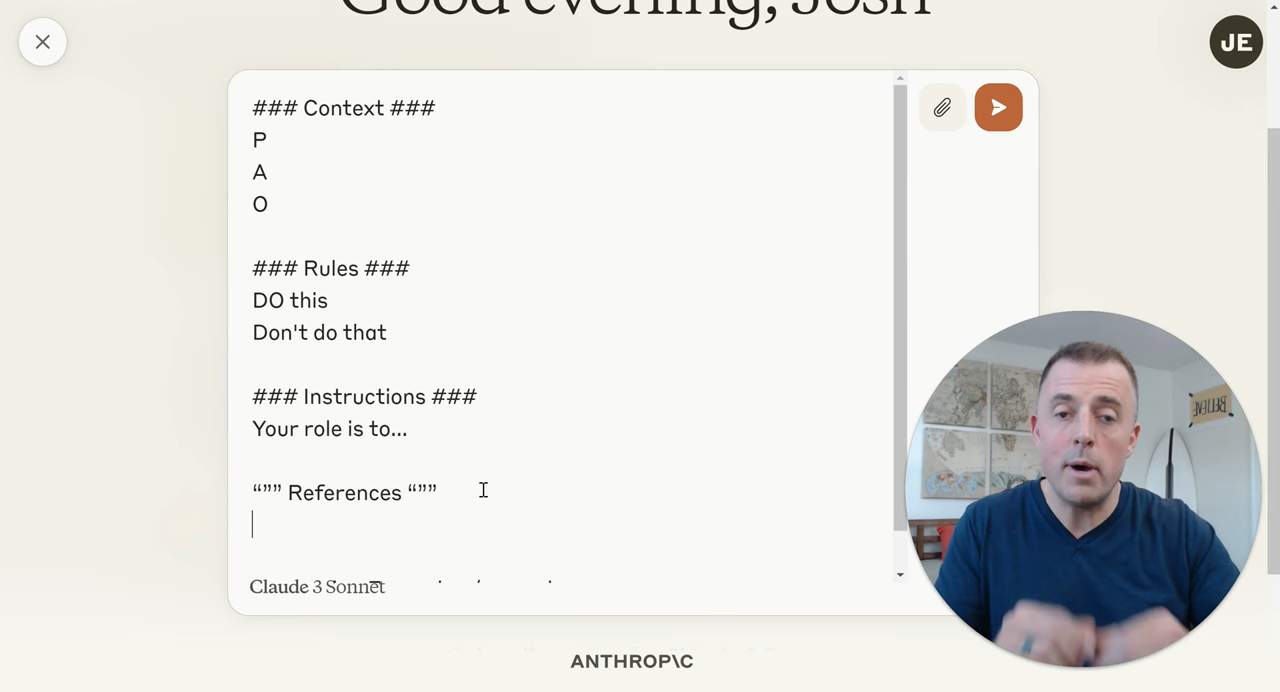 Good evening, Josh
JE
### Context ###
P
A
O
### Rules ###
DO this
Don't do that
### Instructions ###
Your role is to...
“”” References “””
Claude 3 Sonnet
BELIEVE
ANTHROP\C